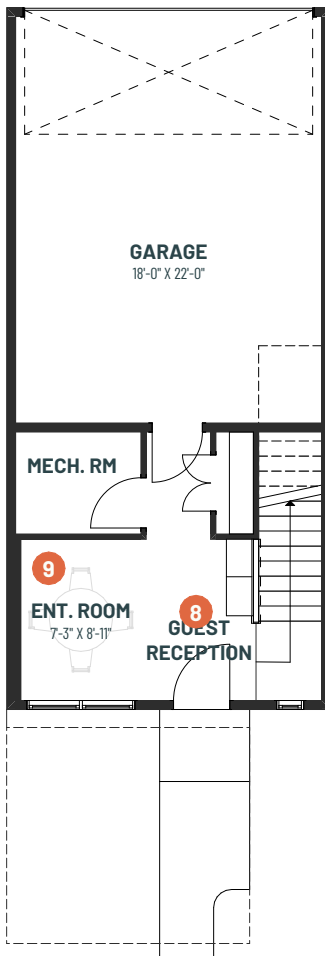 GARAGE
18'-0" X 22'-0"
MECH. RM
9
ENT. ROOM
7'-3" X 8'-11"
8
GUEST
RECEPTION